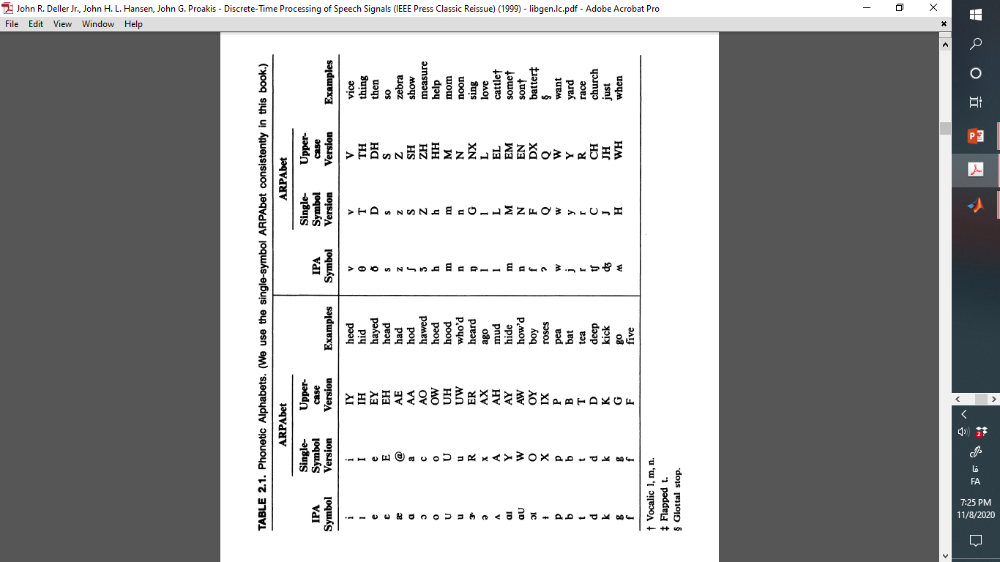 John R. Deller Jr., John H. L. Hansen, John G. Proakis - Discrete-Time Processing of Speech Signals (IEEE Press Classic Reissue) (1999) - libgen.lc.pdf - Adobe Acrobat Pro
File Edit View Window Help
TABLE 2.1. Phonetic Alphabets. (We use the single-symbol ARPAbet consistently in this book.)
ARPAbet ARPAbet
Single- Upper- Single- Upper-
IPA Symbol case IPA Symbol case
Symbol Version Version Examples Symbol Version Version Examples
i i IY heed v v V vice
ɪ I IH hid θ T TH thing
e e EY hayed ð D DH then
ɛ E EH head s s S so
æ @ AE had z z Z zebra
ɑ a AA hod ʃ S SH show
ɔ c AO hawed ʒ Z ZH measure
o o OW hoed h h HH help
U U UH hood m m M mom
u u UW who'd n n N noon
ɝ R ER heard ŋ G NX sing
ə x AX ago l l L love
ʌ A AH mud l L EL cattle†
ɑɪ Y AY hide m M EM some†
ɑU W AW how'd n N EN son†
ɔɪ O OY boy f F DX batter‡
ɨ X IX roses ʔ Q Q §
p p P pea w w W want
b b B bat j y Y yard
t t T tea r r R race
d d D deep tʃ C CH church
k k K kick dʒ J JH just
g g G go ʍ H WH when
f f F five
† Vocalic l, m, n.
‡ Flapped t.
§ Glottal stop.
2
فا
FA
7:25 PM
11/8/2020